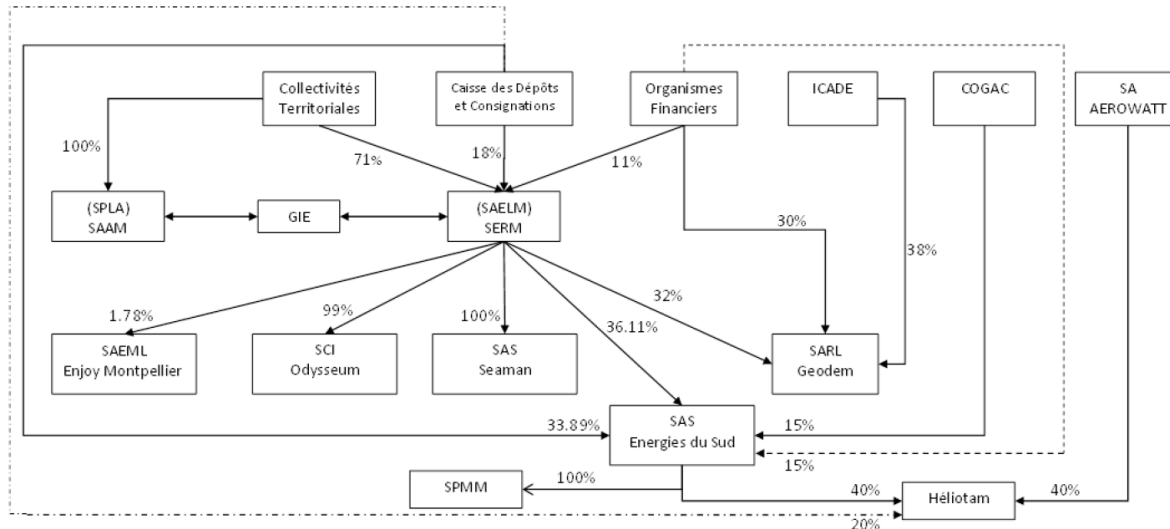 Collectivités
Territoriales
Caisse des Dépôts
et Consignations
Organismes
Financiers
ICADE
COGAC
SA
AEROWATT
100%
71%
18%
11%
(SPLA)
SAAM
GIE
(SAELM)
SERM
30%
38%
1.78%
99%
100%
36.11%
32%
SAEML
Enjoy Montpellier
SCI
Odysseum
SAS
Seaman
SARL
Geodem
33.89%
SAS
Energies du Sud
15%
15%
SPMM
100%
40%
Héliotam
40%
20%